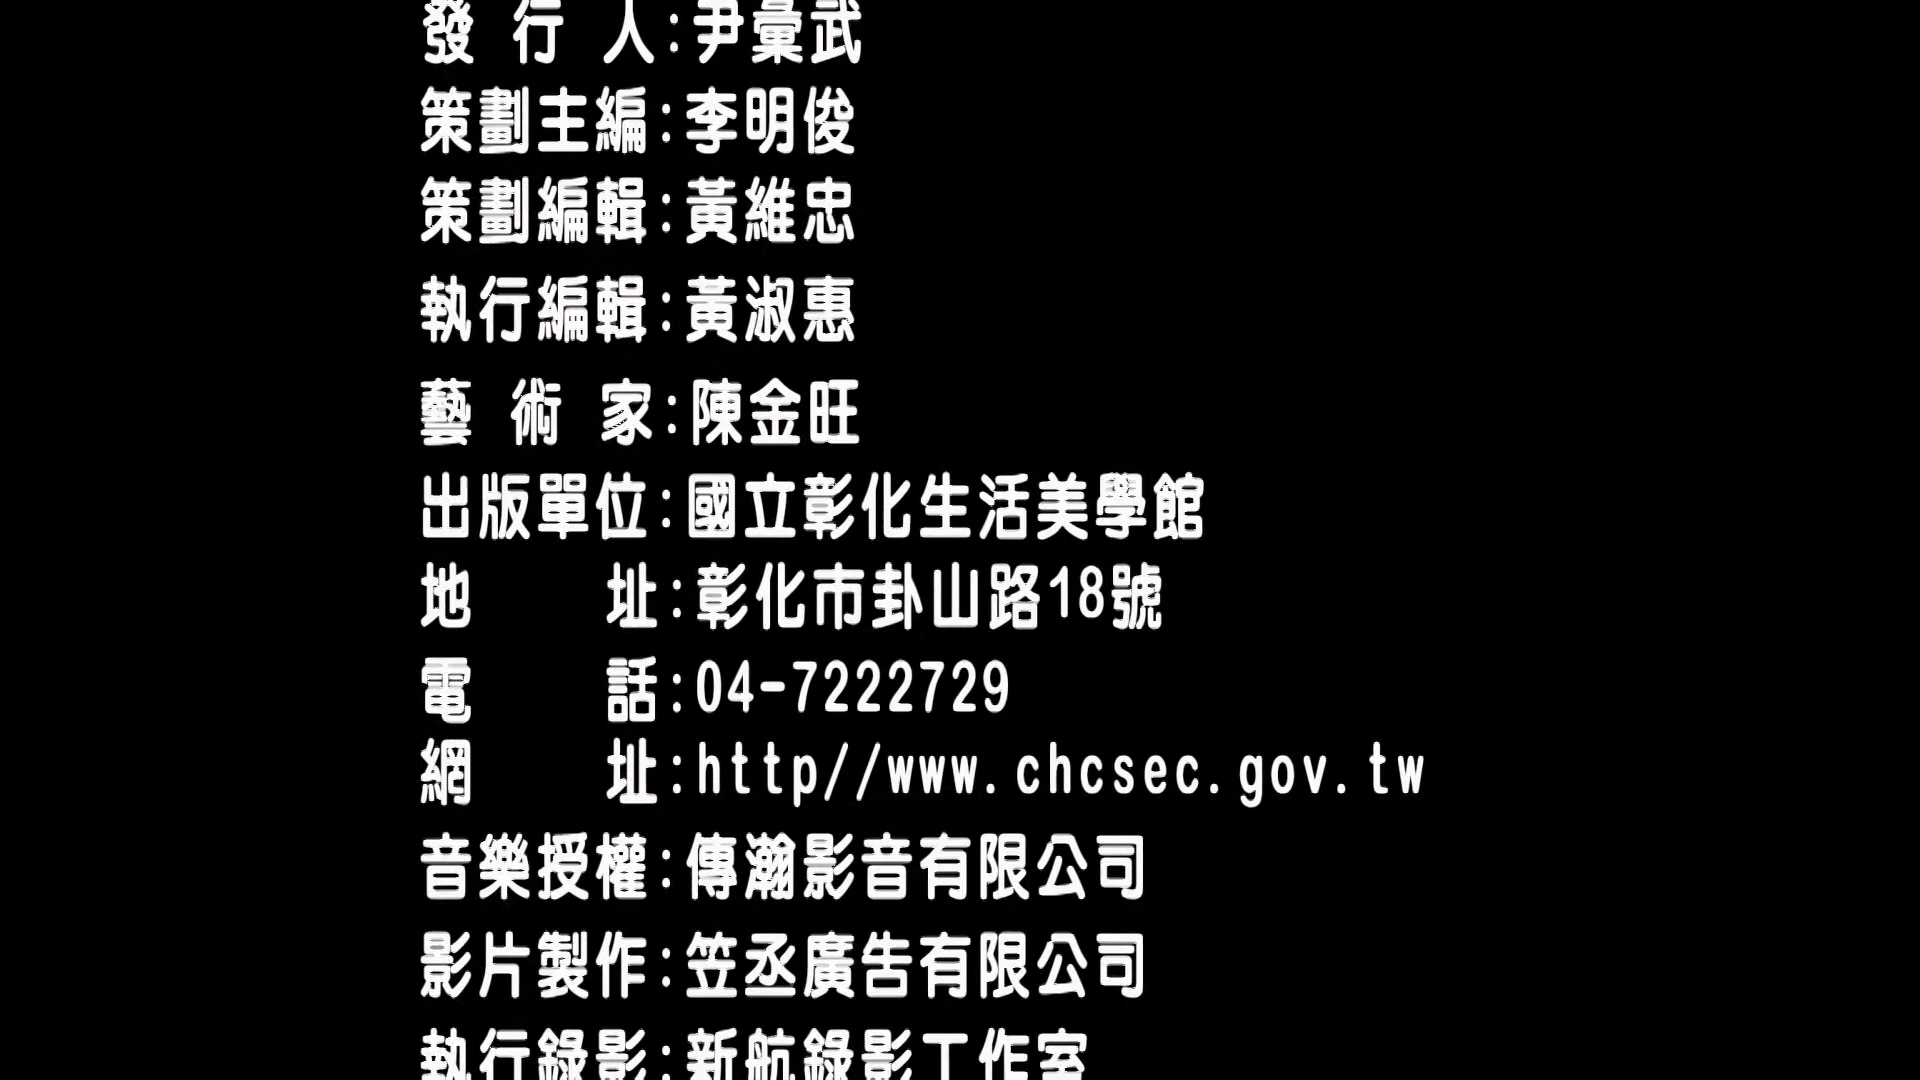 發 行 人:尹彙武
策劃主編:李明俊
策劃編輯:黃維忠
執行編輯:黃淑惠
藝 術 家:陳金旺
出版單位:國立彰化生活美學館
地 址:彰化市卦山路18號
電 話:04-7222729
網 址:http//www.chcsec.gov.tw
音樂授權:傳瀚影音有限公司
影片製作:笠丞廣告有限公司
執行錄影:新航錄影工作室